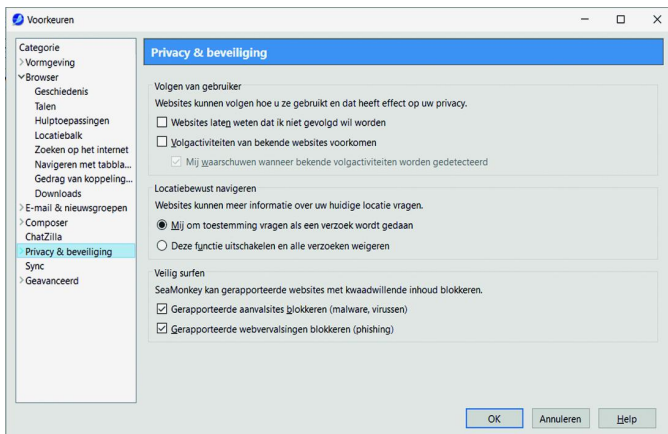 Voorkeuren
Categorie
Vormgeving
Browser
Geschiedenis
Talen
Hulptoepassingen
Locatiebalk
Zoeken op het internet
Navigeren met tabbla...
Gedrag van koppeling...
Downloads
E-mail & nieuwsgroepen
Composer
ChatZilla
Privacy & beveiliging
Sync
Geavanceerd
Privacy & beveiliging
Volgen van gebruiker
Websites kunnen volgen hoe u ze gebruikt en dat heeft effect op uw privacy.
Websites laten weten dat ik niet gevolgd wil worden
Volgactiviteiten van bekende websites voorkomen
Mij waarschuwen wanneer bekende volgactiviteiten worden gedetecteerd
Locatiebewust navigeren
Websites kunnen meer informatie over uw huidige locatie vragen.
Mij om toestemming vragen als een verzoek wordt gedaan
Deze functie uitschakelen en alle verzoeken weigeren
Veilig surfen
SeaMonkey kan gerapporteerde websites met kwaadwillende inhoud blokkeren.
Gerapporteerde aanvalsites blokkeren (malware, virussen)
Gerapporteerde webvervalsingen blokkeren (phishing)
OK Annuleren Help